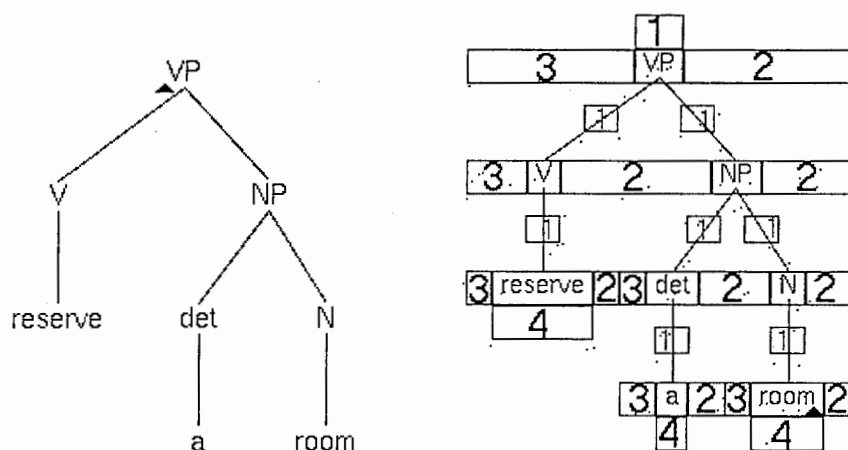 VP
V NP
reserve det N
a room
1
3 VP 2
1 1
3 V 2 NP 2
1 1 1
3 reserve 2 3 det 2 N 2
4
1 1
3 a 2 3 room 2
4 4